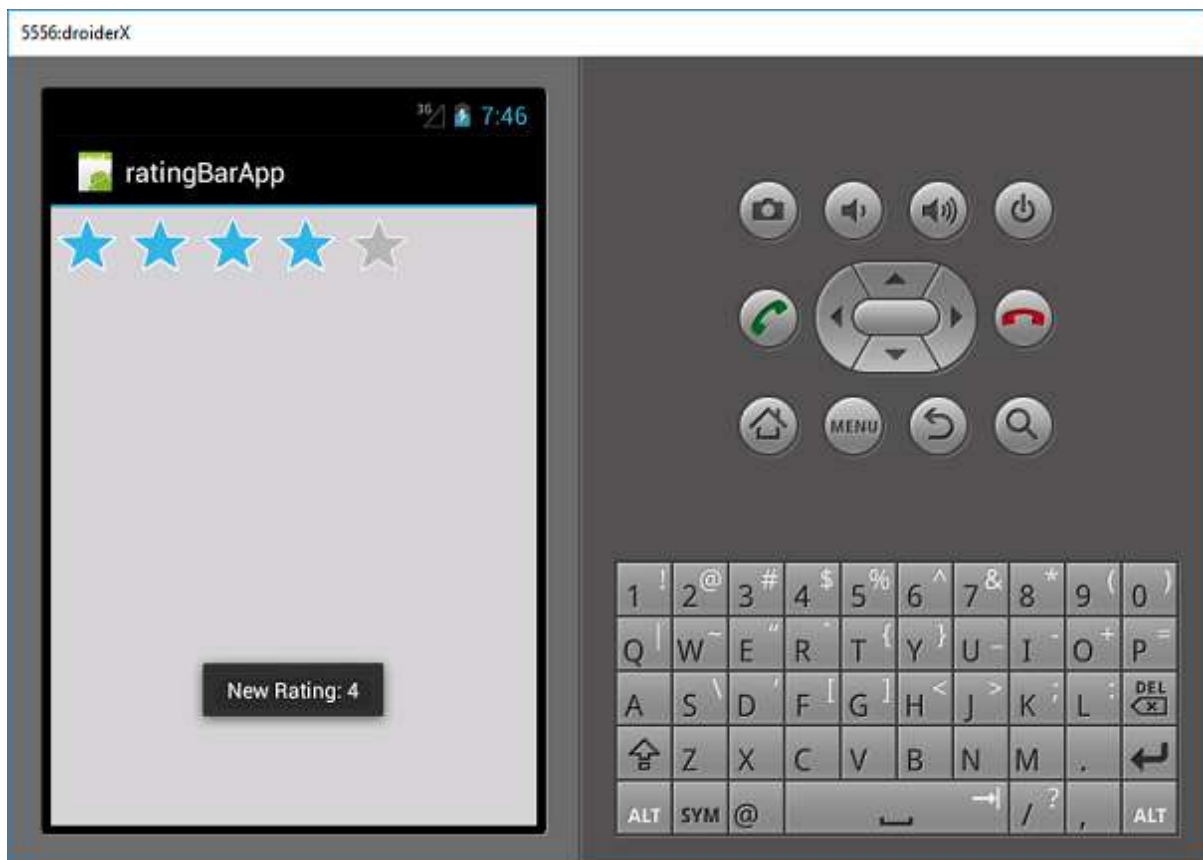 5556:droiderX
3G 7:46
ratingBarApp
New Rating: 4
MENU
1 ! 2 @ 3 # 4 $ 5 % 6 ^ 7 & 8 * 9 ( 0 )
Q | W ~ E " R ` T { Y } U _ I - O + P =
A S \ D ' F [ G ] H < J > K ; L : DEL
Z X C V B N M .
ALT SYM @ / ? , ALT